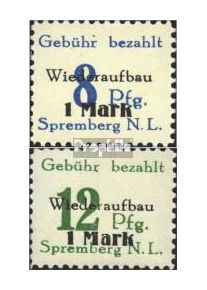 Gebühr bezahlt
8 Pfg.
Wiederaufbau
1 Mark
Spremberg N.L.
Gebühr bezahlt
12 Pfg.
Wiederaufbau
1 Mark
Spremberg N.L.